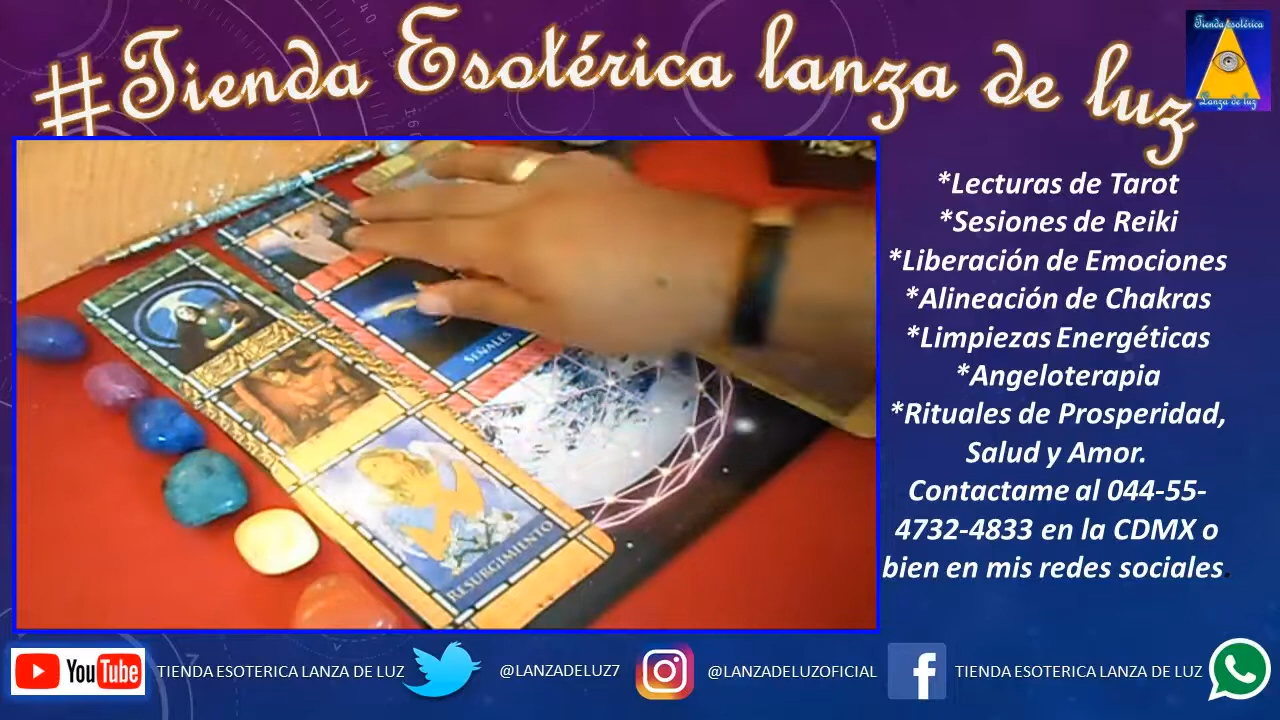 #Tienda Esotérica lanza de luz
Tienda esotérica
Lanza de luz
*Lecturas de Tarot
*Sesiones de Reiki
*Liberación de Emociones
*Alineación de Chakras
*Limpiezas Energéticas
*Angeloterapia
*Rituales de Prosperidad,
Salud y Amor.
Contactame al 044-55-
4732-4833 en la CDMX o
bien en mis redes sociales.
SEÑALES
RESURGIMIENTO
YouTube
TIENDA ESOTERICA LANZA DE LUZ
@LANZADELUZ7
@LANZADELUZOFICIAL
TIENDA ESOTERICA LANZA DE LUZ